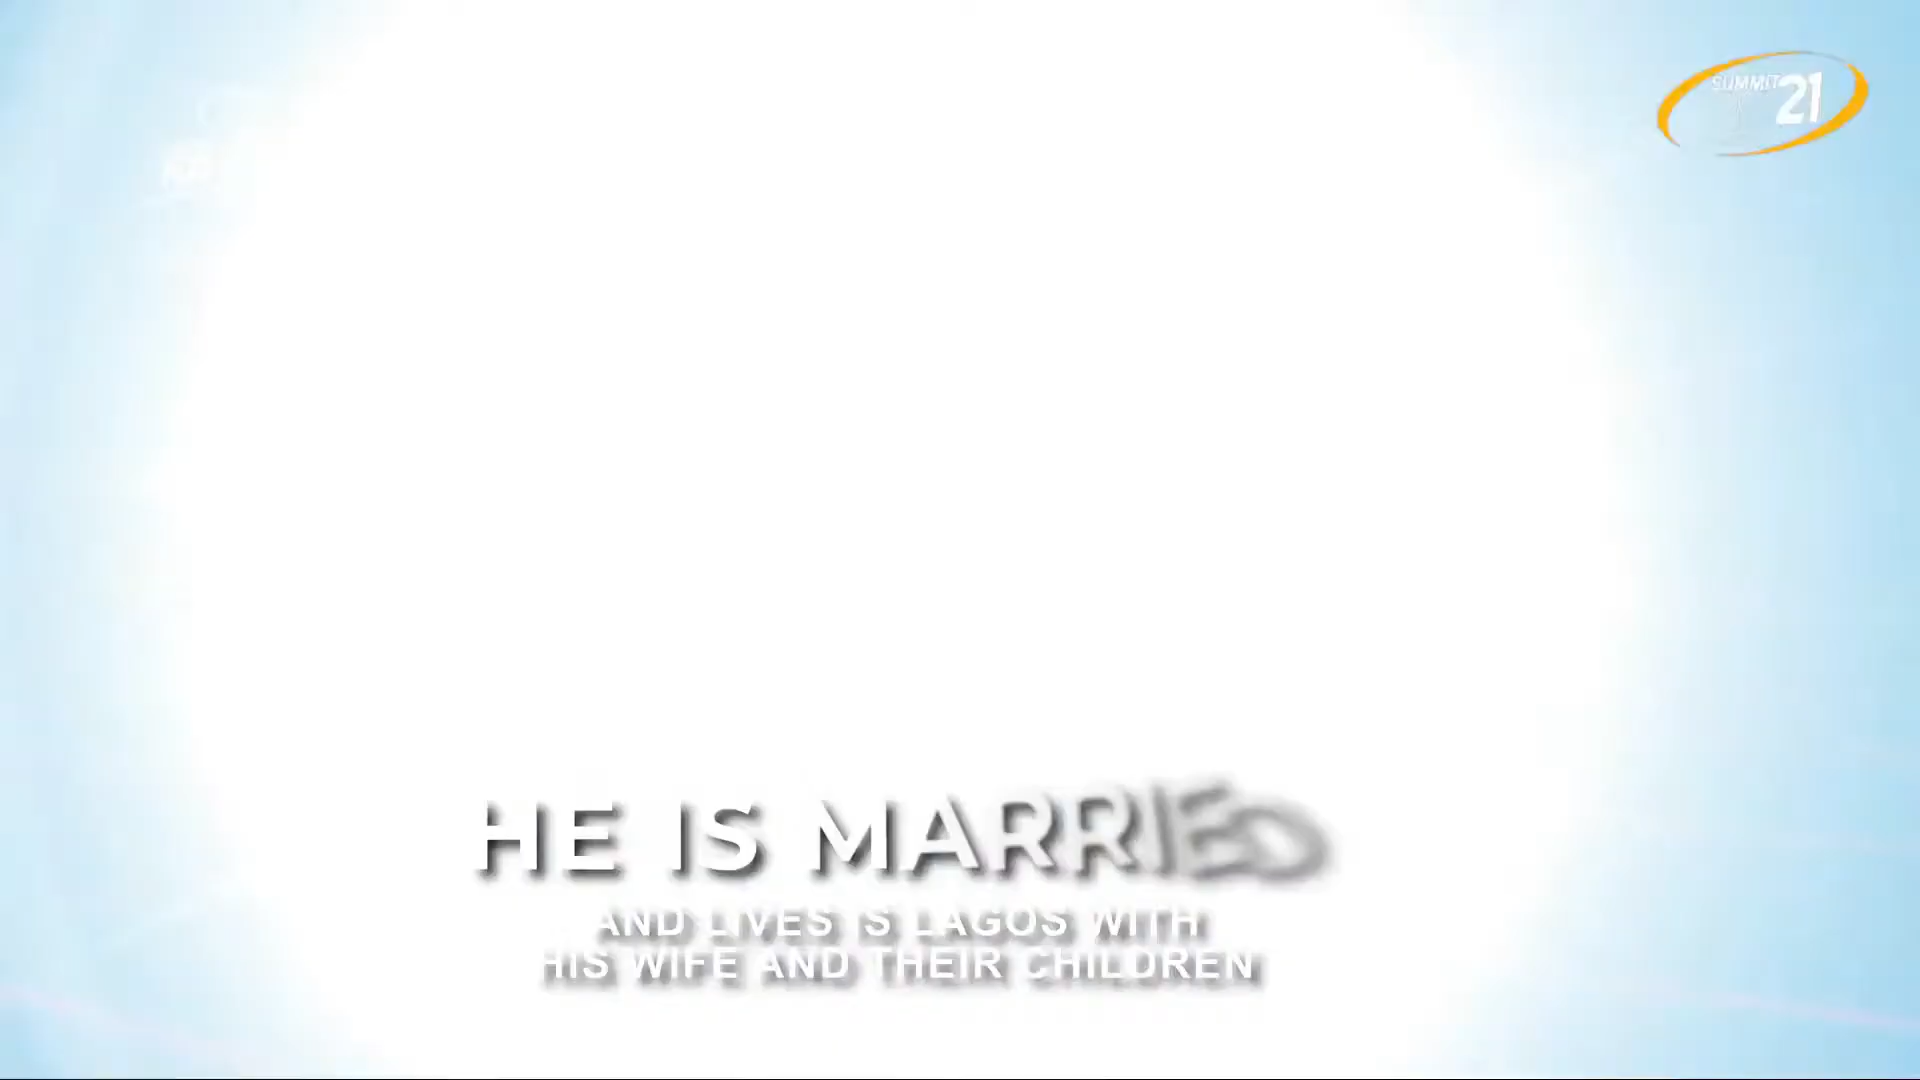 SUMMIT
21
HE IS MARRIED
AND LIVES IS LAGOS WITH
HIS WIFE AND THEIR CHILDREN